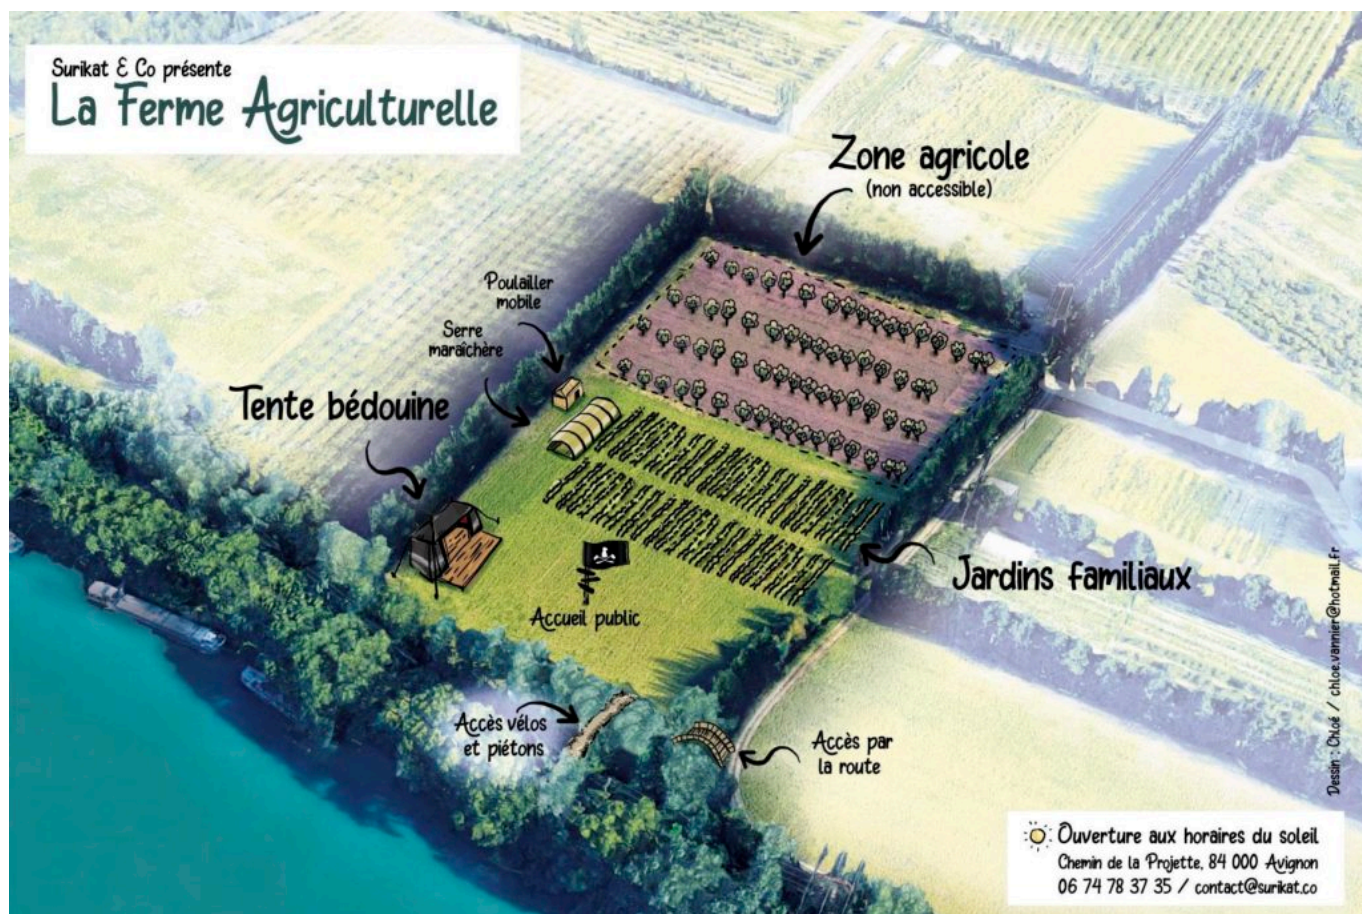 Surikat & Co présente
La Ferme Agriculturelle
Zone agricole
(non accessible)
Poulailler
mobile
Serre
maraîchère
Tente bédouine
Jardins familiaux
Accueil public
Accès vélos
et piétons
Accès par
la route
Dessin : Chloé / chloe.vannier@hotmail.fr
Ouverture aux horaires du soleil
Chemin de la Projette, 84 000 Avignon
06 74 78 37 35 / contact@surikat.co